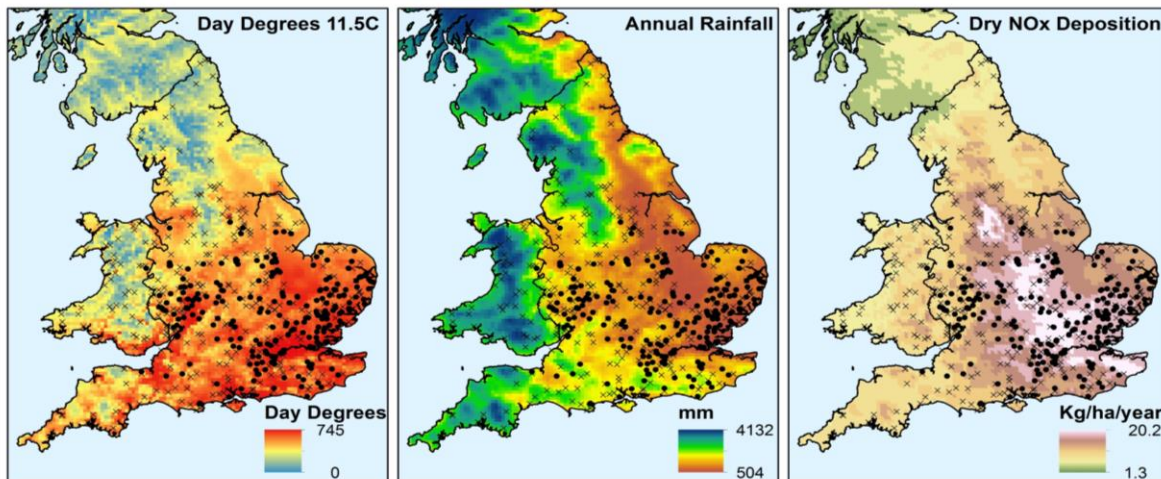 Day Degrees 11.5C
Day Degrees
745
0
Annual Rainfall
mm
4132
504
Dry NOx Deposition
Kg/ha/year
20.2
1.3